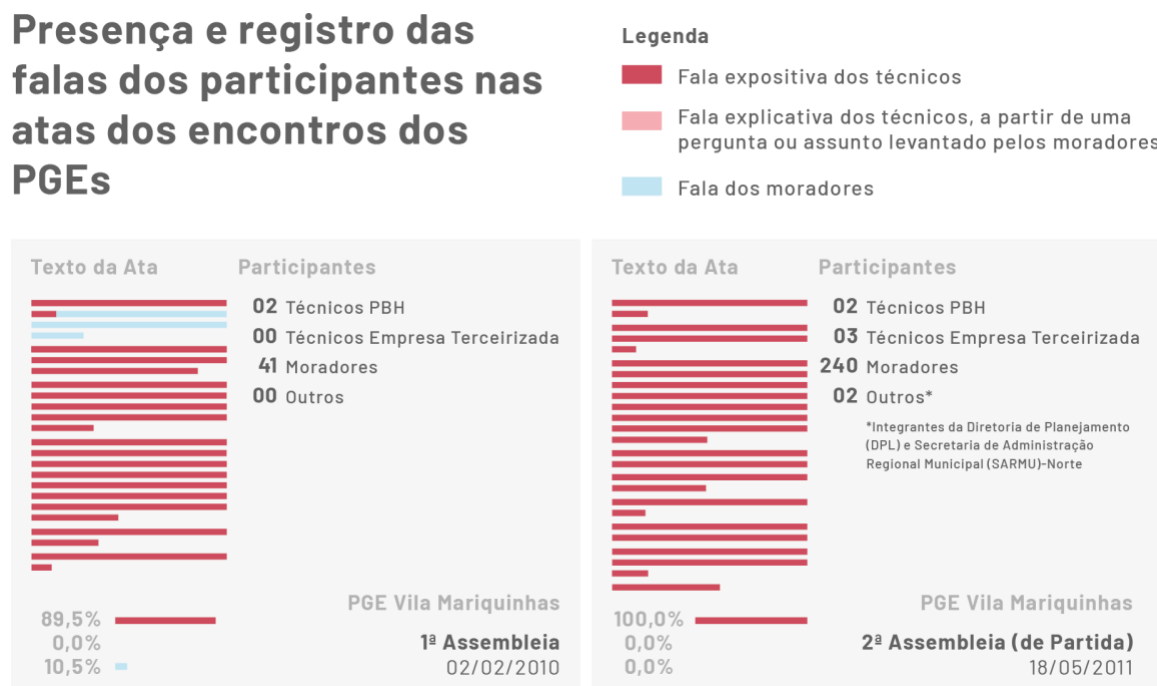 Presença e registro das
falas dos participantes nas
atas dos encontros dos
PGEs
Legenda
Fala expositiva dos técnicos
Fala explicativa dos técnicos, a partir de uma
pergunta ou assunto levantado pelos moradores
Fala dos moradores
Texto da Ata
Participantes
02 Técnicos PBH
00 Técnicos Empresa Terceirizada
41 Moradores
00 Outros
PGE Vila Mariquinhas
89,5%
0,0%
10,5%
1ª Assembleia
02/02/2010
Texto da Ata
Participantes
02 Técnicos PBH
03 Técnicos Empresa Terceirizada
240 Moradores
02 Outros*
*Integrantes da Diretoria de Planejamento
(DPL) e Secretaria de Administração
Regional Municipal (SARMU)-Norte
PGE Vila Mariquinhas
100,0%
0,0%
0,0%
2ª Assembleia (de Partida)
18/05/2011